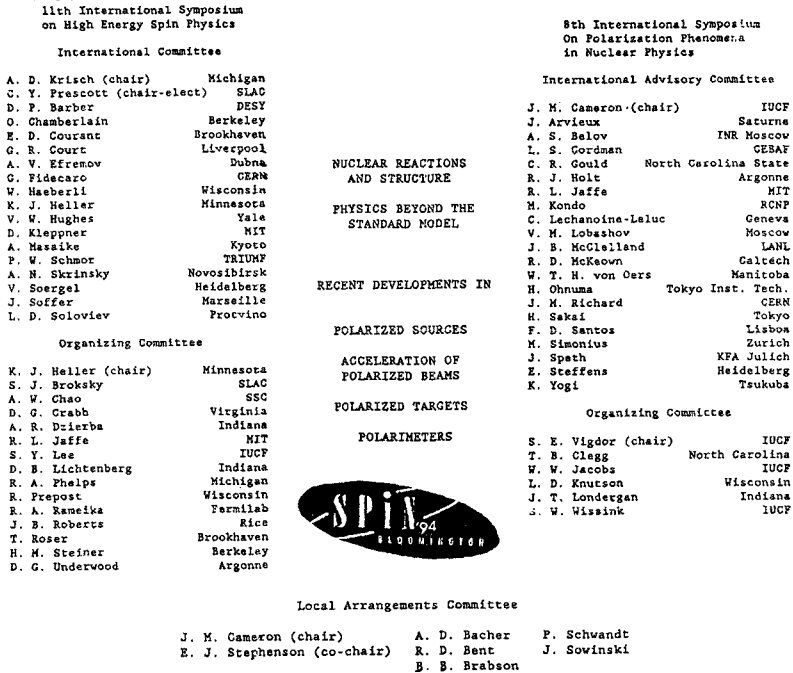 11th International Symposium
on High Energy Spin Physics
International Committee
A. D. Krisch (chair) Michigan
C. Y. Prescott (chair-elect) SLAC
D. P. Barber DESY
O. Chamberlain Berkeley
E. D. Courant Brookhaven
G. R. Court Liverpool
A. V. Efremov Dubna
G. Fidecaro CERN
W. Haeberli Wisconsin
K. J. Heller Minnesota
V. W. Hughes Yale
D. Kleppner MIT
A. Masaike Kyoto
P. W. Schmor TRIUMF
A. N. Skrinsky Novosibirsk
V. Soergel Heidelberg
J. Soffer Marseille
L. D. Soloviev Protvino
Organizing Committee
K. J. Heller (chair) Minnesota
S. J. Broksky SLAC
A. W. Chao SSC
D. G. Crabb Virginia
A. R. Dzierba Indiana
R. L. Jaffe MIT
S. Y. Lee IUCF
D. B. Lichtenberg Indiana
R. A. Phelps Michigan
R. Prepost Wisconsin
R. A. Rameika Fermilab
J. B. Roberts Rice
T. Roser Brookhaven
H. M. Steiner Berkeley
D. G. Underwood Argonne
NUCLEAR REACTIONS
AND STRUCTURE
PHYSICS BEYOND THE
STANDARD MODEL
RECENT DEVELOPMENTS IN
POLARIZED SOURCES
ACCELERATION OF
POLARIZED BEAMS
POLARIZED TARGETS
POLARIMETERS
SPiN '94
BLOOMINGTON
8th International Symposium
On Polarization Phenomena
in Nuclear Physics
International Advisory Committee
J. M. Cameron (chair) IUCF
J. Arvieux Saturne
A. S. Belov INR Moscow
L. S. Cordman CEBAF
C. R. Gould North Carolina State
R. J. Holt Argonne
R. L. Jaffe MIT
M. Kondo RCNP
C. Lechanoine-Leluc Geneva
V. M. Lobashov Moscow
J. B. McClelland LANL
R. D. McKeown Caltech
W. T. H. von Oers Manitoba
H. Ohnuma Tokyo Inst. Tech.
J. M. Richard CERN
H. Sakai Tokyo
F. D. Santos Lisboa
M. Simonius Zurich
J. Speth KFA Julich
E. Steffens Heidelberg
K. Yogi Tsukuba
Organizing Committee
S. E. Vigdor (chair) IUCF
T. B. Clegg North Carolina
W. W. Jacobs IUCF
L. D. Knutson Wisconsin
J. T. Londergan Indiana
S. W. Wissink IUCF
Local Arrangements Committee
J. M. Cameron (chair) A. D. Bacher P. Schwandt
E. J. Stephenson (co-chair) R. D. Bent J. Sowinski
B. B. Brabson